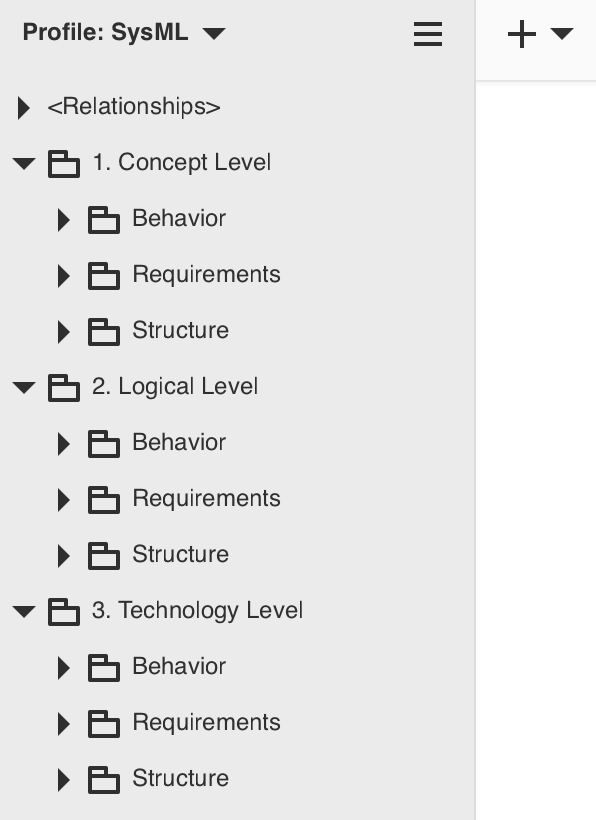 Profile: SysML
<Relationships>
1. Concept Level
Behavior
Requirements
Structure
2. Logical Level
Behavior
Requirements
Structure
3. Technology Level
Behavior
Requirements
Structure